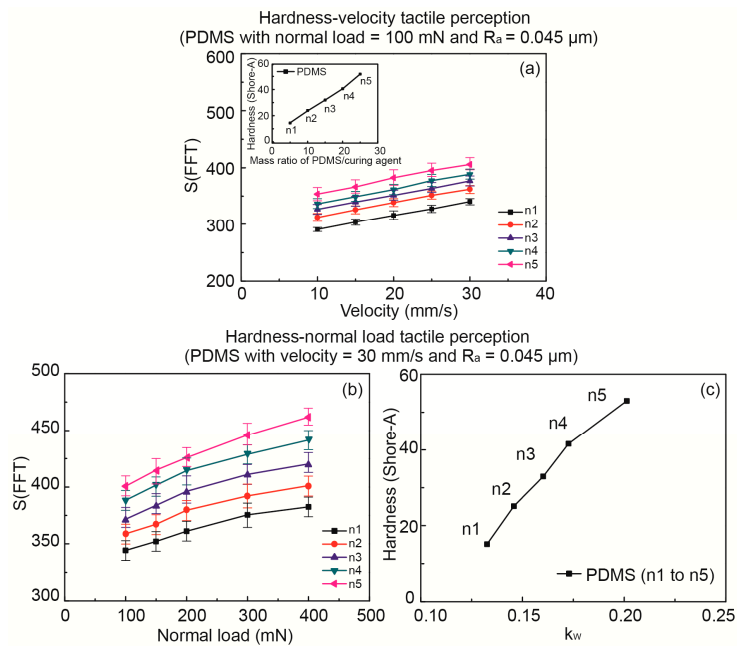 Hardness-velocity tactile perception
(PDMS with normal load = 100 mN and Ra = 0.045 μm)
600
500
400
300
200
S(FFT)
(a)
60
40
20
0
Hardness (Shore-A)
PDMS
n1
n2
n3
n4
n5
0 10 20 30
Mass ratio of PDMS/curing agent
n1
n2
n3
n4
n5
0 10 20 30 40
Velocity (mm/s)
Hardness-normal load tactile perception
(PDMS with velocity = 30 mm/s and Ra = 0.045 μm)
500
450
400
350
300
S(FFT)
(b)
n1
n2
n3
n4
n5
0 100 200 300 400 500
Normal load (mN)
60
40
20
0
Hardness (Shore-A)
(c)
n1
n2
n3
n4
n5
PDMS (n1 to n5)
0.10 0.15 0.20 0.25
kw